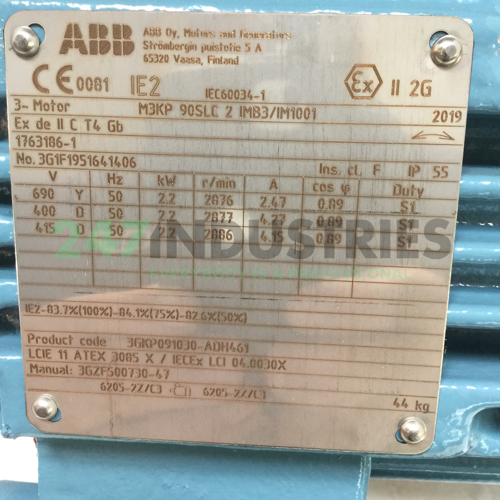 ABB
ABB Oy, Motors and Generators
Strömbergin puistotie 5 A
65320 Vaasa, Finland
CE 0081 IE2 IEC60034-1 Ex II 2G
3~ Motor M3KP 90SLC 2 IMB3/IM1001 2019
Ex de II C T4 Gb
1763186-1
No. 3G1F1951641406 Ins. cl. F IP 55
V Hz kW r/min A cos φ Duty
690 Y 50 2.2 2876 2.47 0.89 S1
400 D 50 2.2 2877 4.27 0.89 S1
415 D 50 2.2 2886 4.15 0.89 S1
247 INDUSTRIES
IE2-83.7%(100%)-84.1%(75%)-82.6%(50%)
Product code 3GKP091030-ADH461
LCIE 11 ATEX 3085 X / IECEx LCI 04.0030X
Manual: 3GZF500730-47
6205-2Z/C3 6205-2Z/C3 44 kg